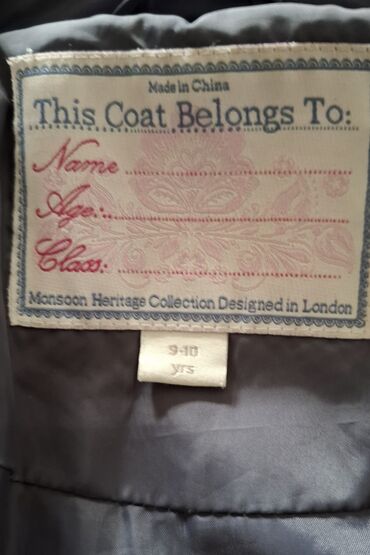 Made in China
This Coat Belongs To:
Name
Age:
Class:
Monsoon Heritage Collection Designed in London
9-10
yrs